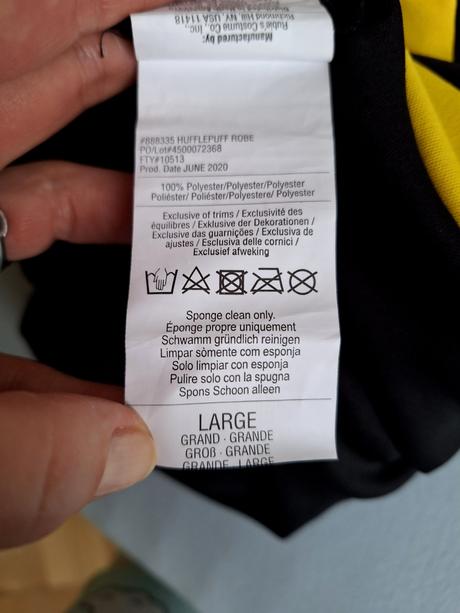 Manufactured by:
Rubie's Costume Co., Inc.,
Richmond Hill, NY, USA 11418
#888335 HUFFLEPUFF ROBE
PO/Lot#4500072368
FTY#10513
Prod. Date JUNE 2020
100% Polyester/Polyester/Polyester
Poliéster/ Poliéster/Polyestere/ Polyester
Exclusive of trims / Exclusivité des
équilibres / Exklusive der Dekorationen /
Exclusive das guarnições / Exclusiva de
ajustes / Esclusiva delle cornici /
Exclusief afweking
Sponge clean only.
Éponge propre uniquement
Schwamm gründlich reinigen
Limpar sòmente com esponja
Solo limpiar con esponja
Pulire solo con la spugna
Spons Schoon alleen
LARGE
GRAND · GRANDE
GROß · GRANDE
GRANDE LARGE